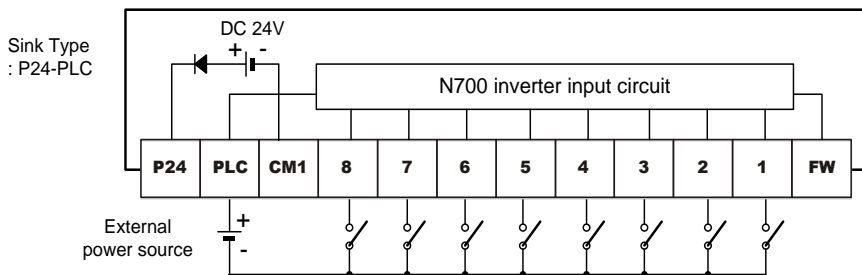 DC 24V
Sink Type
: P24-PLC
+ -
N700 inverter input circuit
P24 PLC CM1 8 7 6 5 4 3 2 1 FW
External
power source
+
-